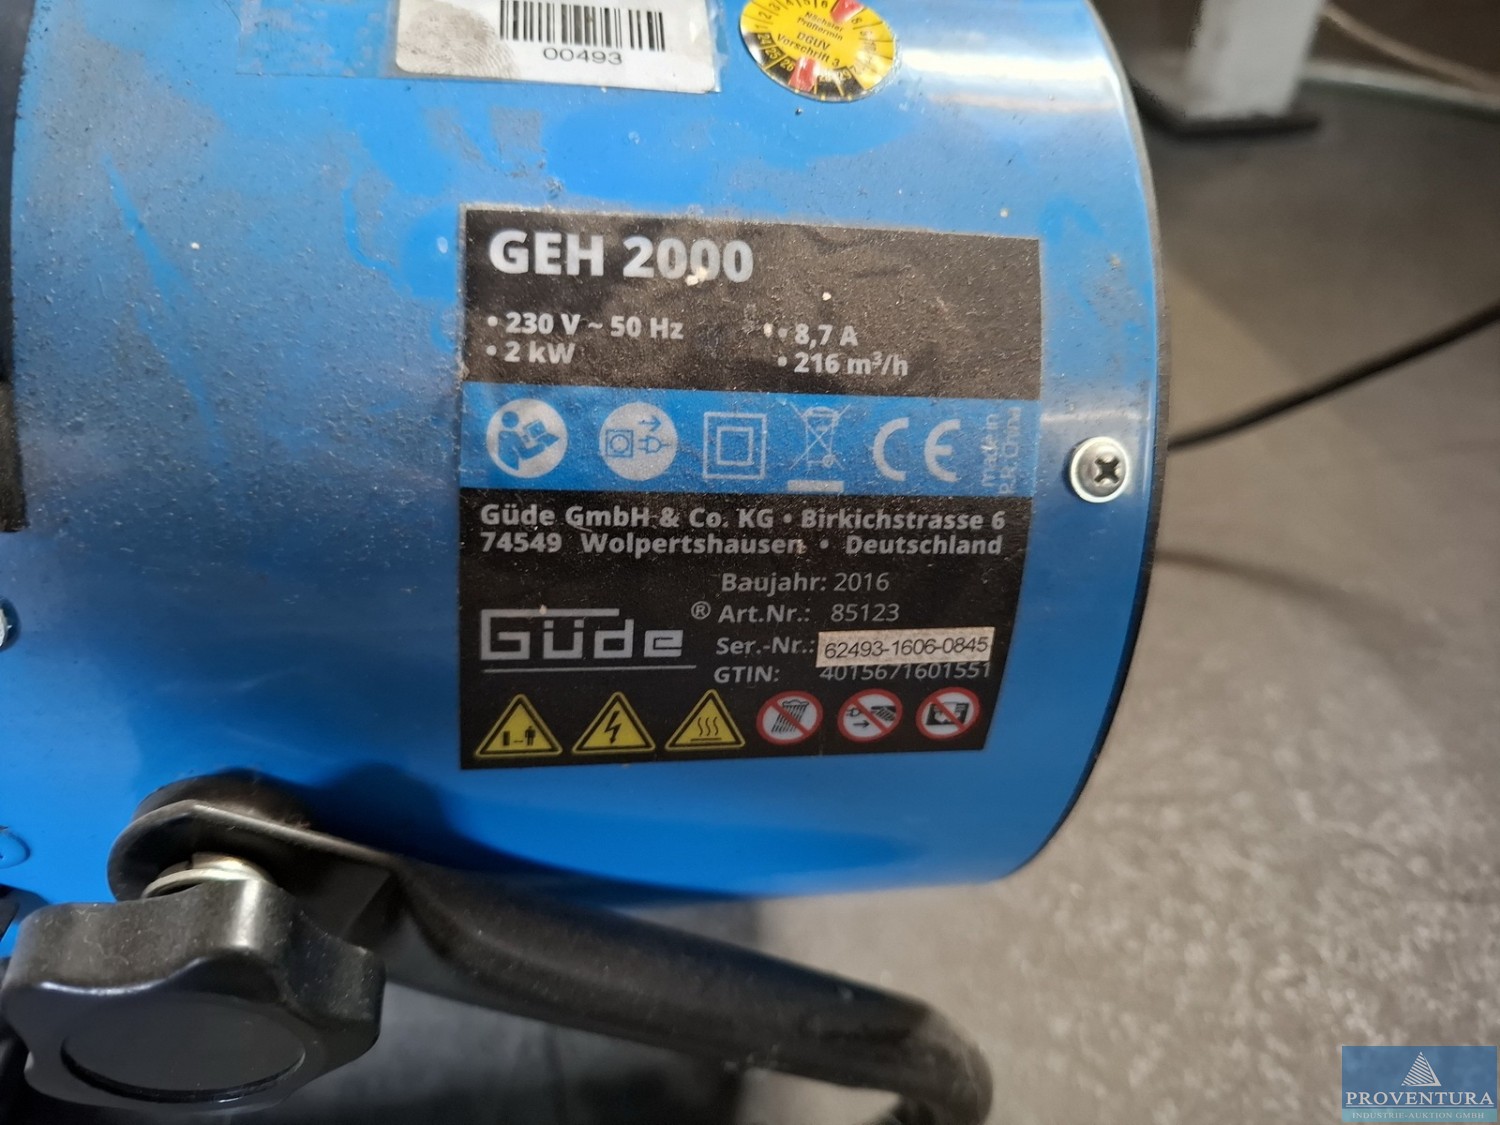 00493
Nächster
Prüftermin
DGUV
Vorschrift 3
GEH 2000
• 230 V ~ 50 Hz
• 2 kW
• 8,7 A
• 216 m³/h
CE
made in
P.R. China
Güde GmbH & Co. KG • Birkichstrasse 6
74549 Wolpertshausen • Deutschland
Baujahr: 2016
Güde ® Art.Nr.: 85123
Ser.-Nr.: 62493-1606-0845
GTIN: 4015671601551
PROVENTURA
INDUSTRIE-AUKTION GMBH